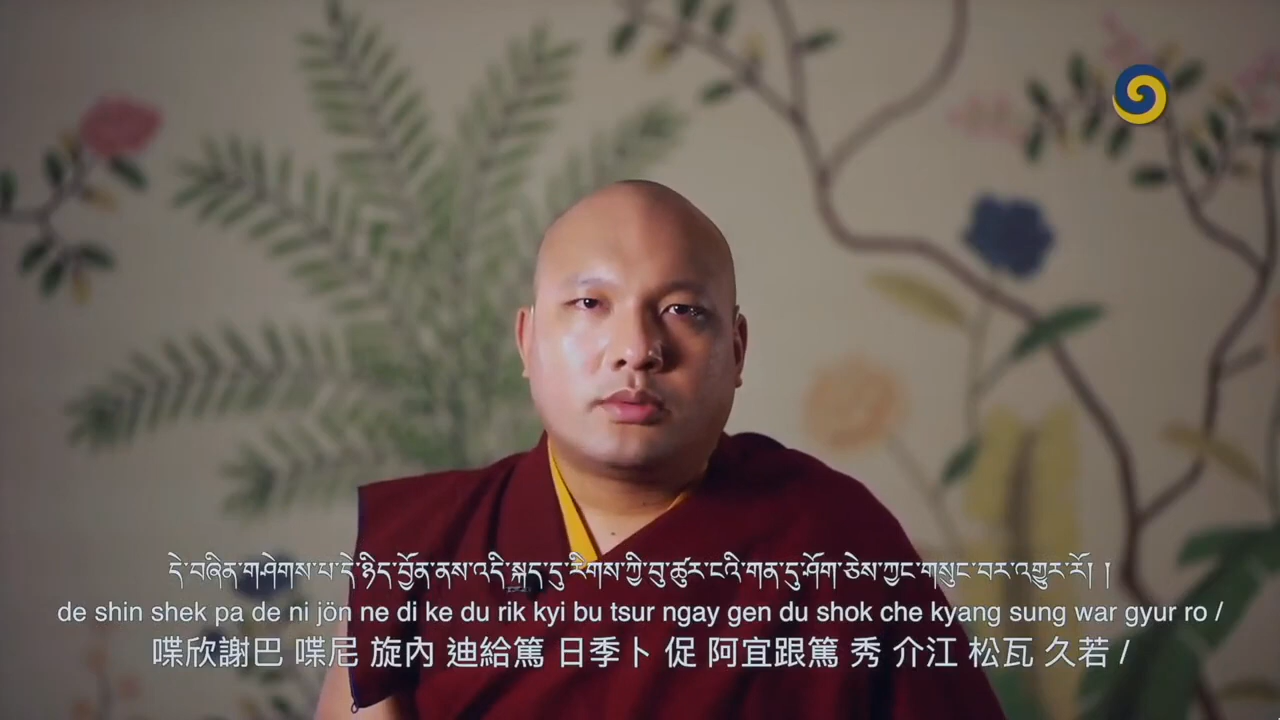 དེ་བཞིན་གཤེགས་པ་དེ་ཉིད་བྱོན་ནས་འདི་སྐད་དུ་རིགས་ཀྱི་བུ་ཚུར་ངའི་གན་དུ་ཤོག་ཅེས་ཀྱང་གསུང་བར་འགྱུར་རོ། །
de shin shek pa de ni jön ne di ke du rik kyi bu tsur ngay gen du shok che kyang sung war gyur ro /
喋欣謝巴 喋尼 旋內 迪給篤 日季卜 促 阿宜跟篤 秀 介江 松瓦 久若 /